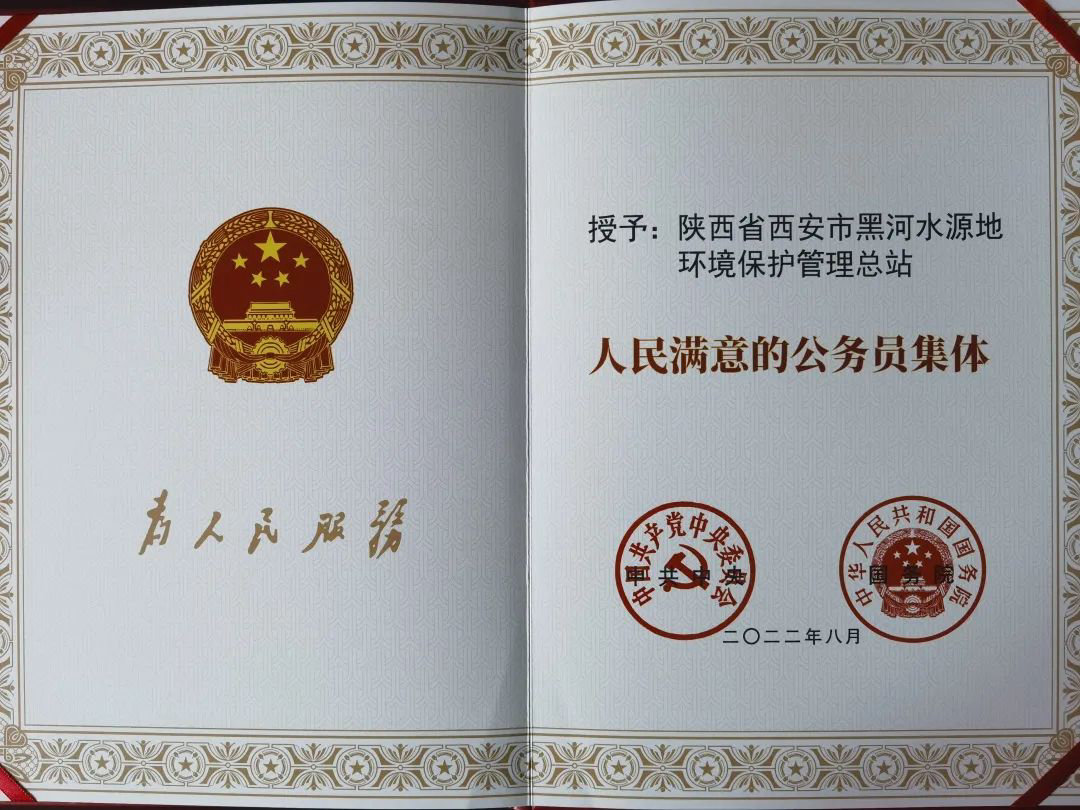 为人民服務
授予：陕西省西安市黑河水源地
环境保护管理总站
人民满意的公务员集体
中国共产党中央委员会
中共中央
中华人民共和国国务院
国务院
二〇二二年八月